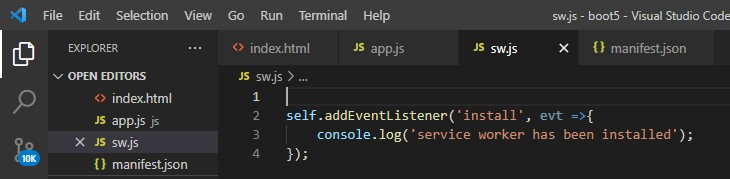 File Edit Selection View Go Run Terminal Help sw.js - boot5 - Visual Studio Code
EXPLORER ... index.html JS app.js JS sw.js manifest.json
OPEN EDITORS JS sw.js > ...
index.html 1
JS app.js js 2 self.addEventListener('install', evt =>{
JS sw.js 3 console.log('service worker has been installed');
{} manifest.json 4 });
10K